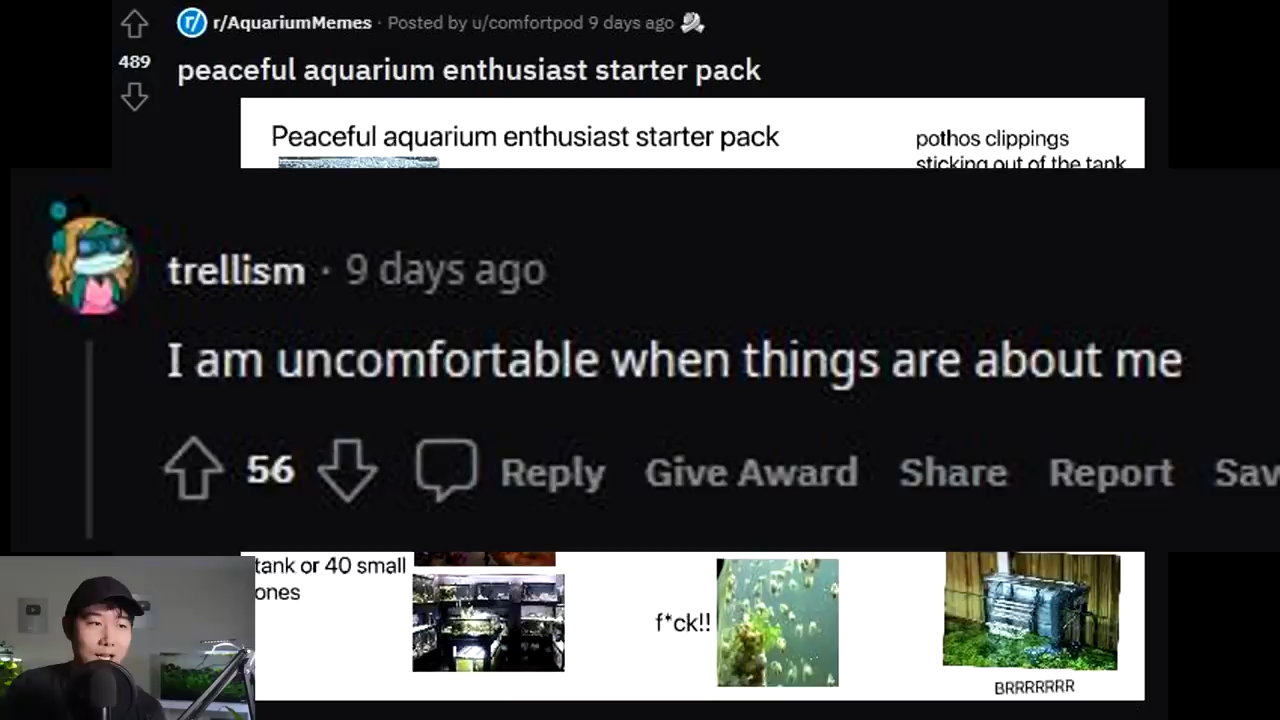 r/AquariumMemes · Posted by u/comfortpod 9 days ago
489
peaceful aquarium enthusiast starter pack
Peaceful aquarium enthusiast starter pack
pothos clippings
sticking out of the tank
trellism · 9 days ago
I am uncomfortable when things are about me
56 Reply Give Award Share Report Sav
tank or 40 small
ones
f*ck!!
BRRRRRRR